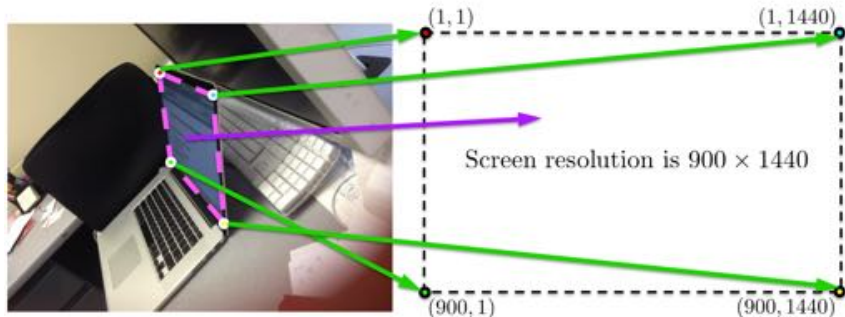 (1, 1)
(1, 1440)
Screen resolution is 900 × 1440
(900, 1)
(900, 1440)